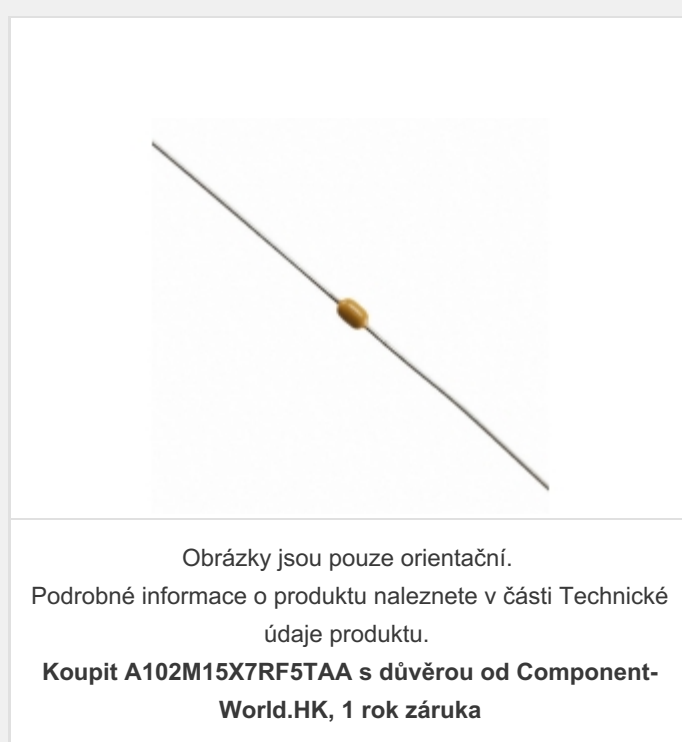 Obrázky jsou pouze orientační.
Podrobné informace o produktu naleznete v části Technické
údaje produktu.
Koupit A102M15X7RF5TAA s důvěrou od Component-
World.HK, 1 rok záruka